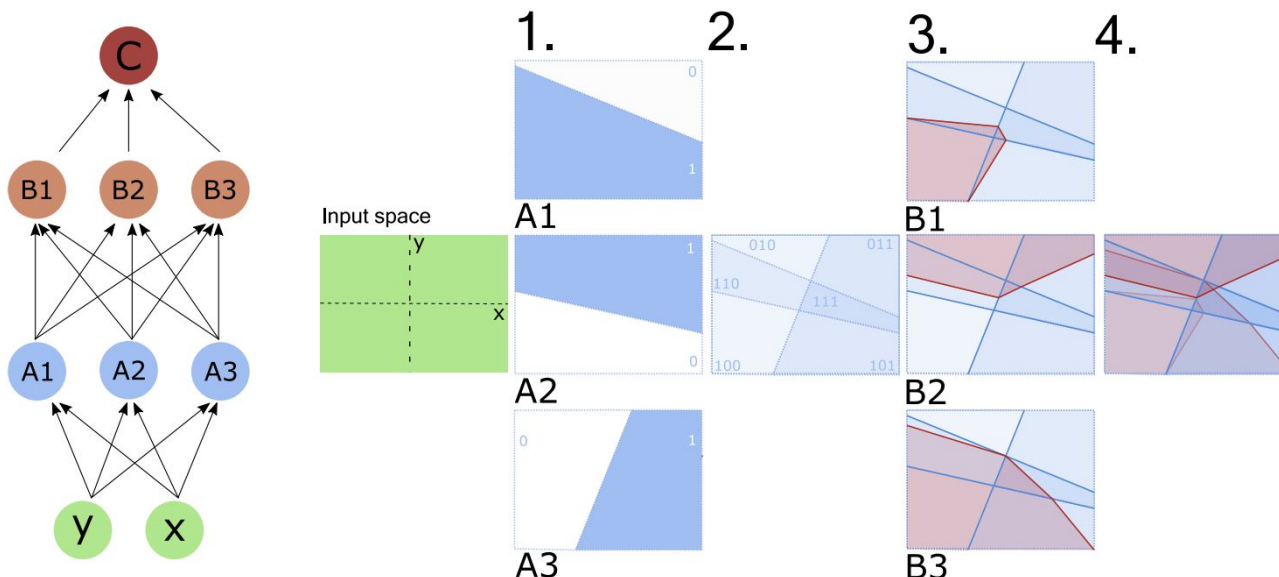 C
B1 B2 B3
A1 A2 A3
y x
Input space
y
x
1. 2. 3. 4.
0
1
A1
1
0
A2
0
1
A3
010 011
110
111
100 101
B1
B2
B3